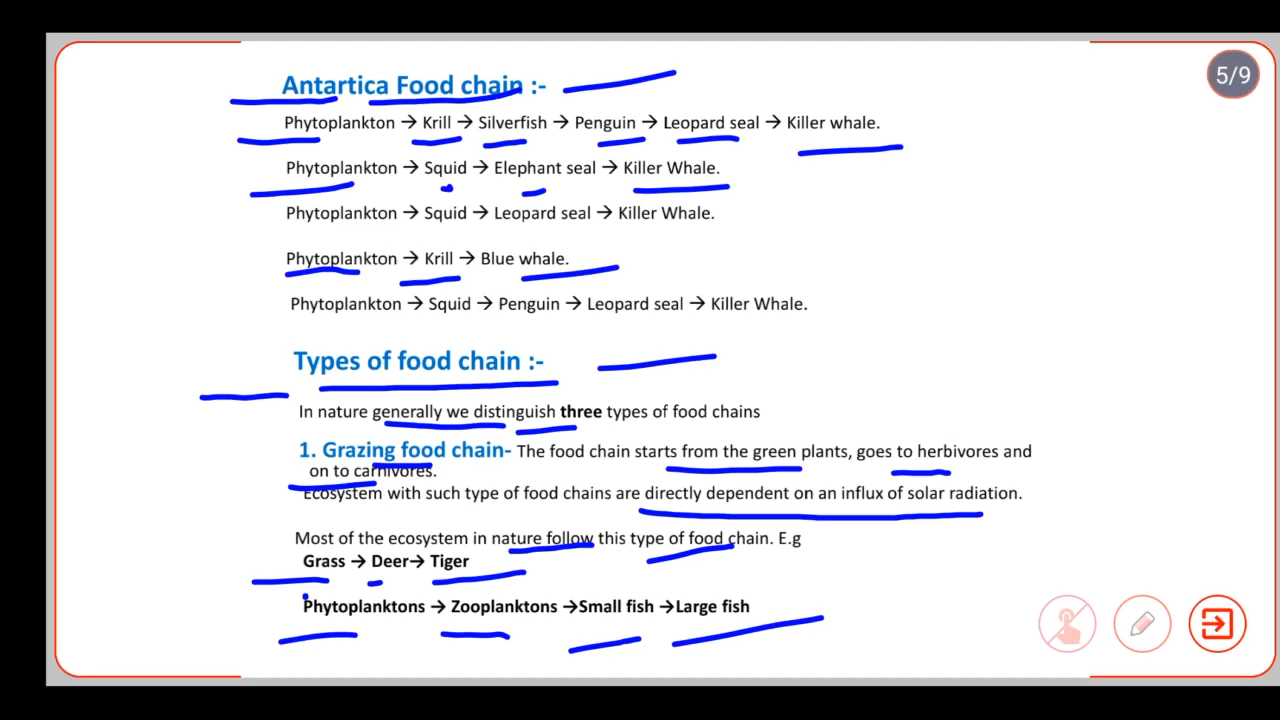 5/9
Antartica Food chain :-
Phytoplankton → Krill → Silverfish → Penguin → Leopard seal → Killer whale.
Phytoplankton → Squid → Elephant seal → Killer Whale.
Phytoplankton → Squid → Leopard seal → Killer Whale.
Phytoplankton → Krill → Blue whale.
Phytoplankton → Squid → Penguin → Leopard seal → Killer Whale.
Types of food chain :-
In nature generally we distinguish three types of food chains
1. Grazing food chain- The food chain starts from the green plants, goes to herbivores and
on to carnivores.
Ecosystem with such type of food chains are directly dependent on an influx of solar radiation.
Most of the ecosystem in nature follow this type of food chain. E.g
Grass → Deer→ Tiger
Phytoplanktons → Zooplanktons →Small fish →Large fish